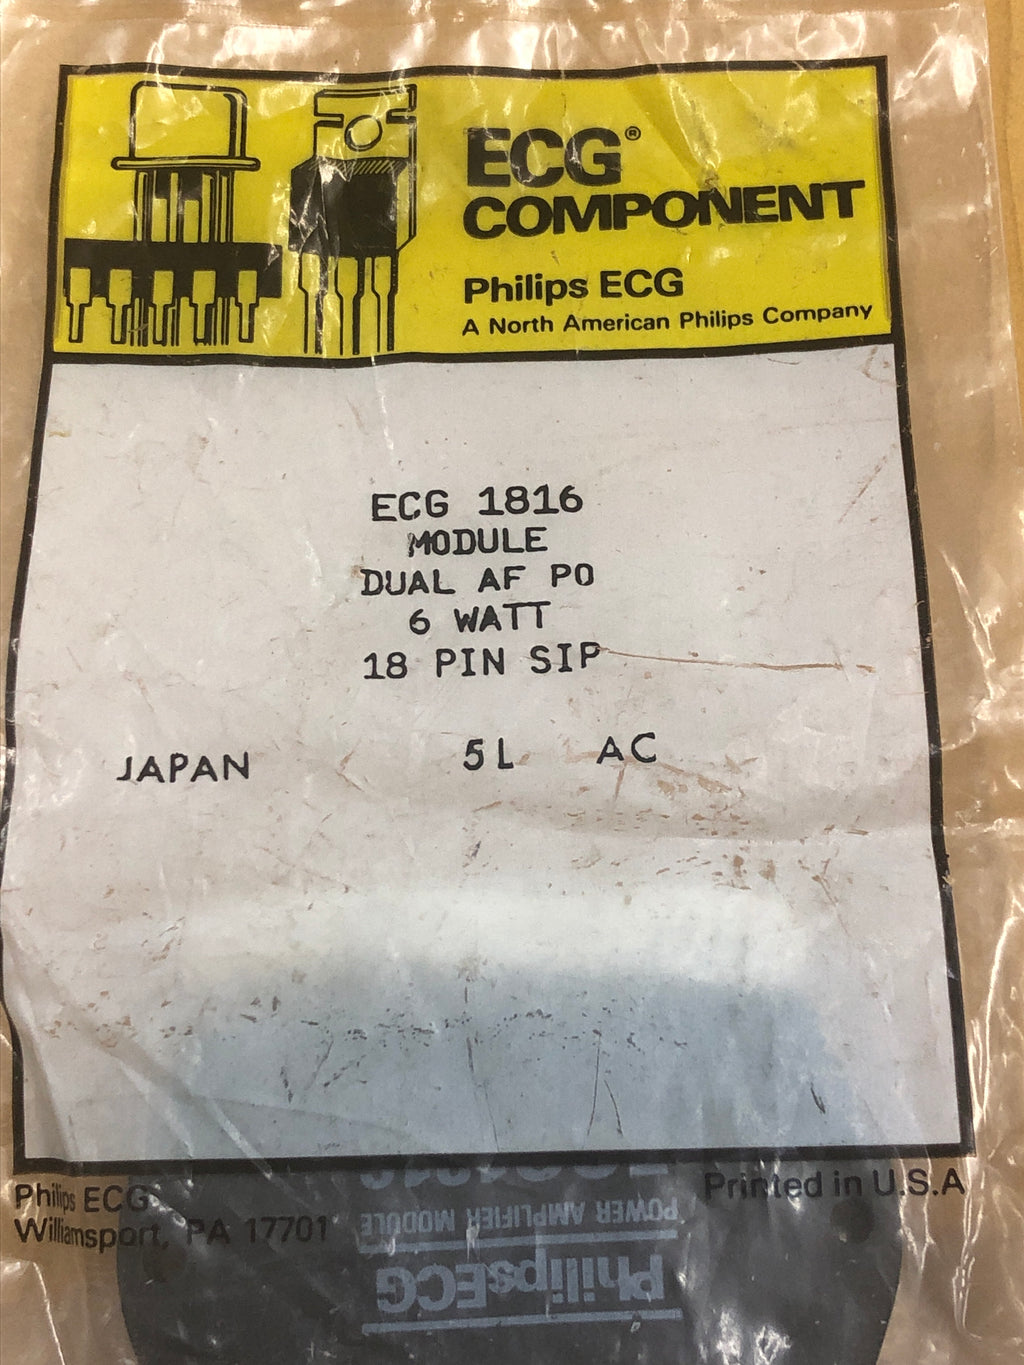 ECG®
COMPONENT
Philips ECG
A North American Philips Company
ECG 1816
MODULE
DUAL AF PO
6 WATT
18 PIN SIP
JAPAN 5L AC
Philips ECG
Williamsport, PA 17701
Printed in U.S.A
PhilipsECG
POWER AMPLIFIER MODULE